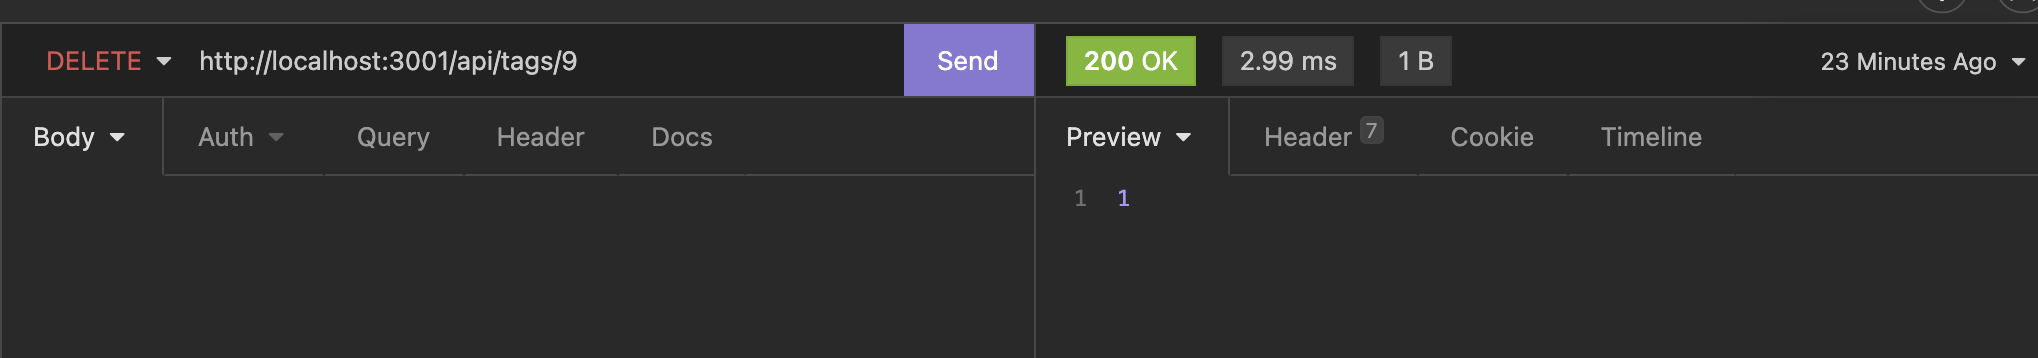 DELETE http://localhost:3001/api/tags/9 Send 200 OK 2.99 ms 1 B 23 Minutes Ago
Body Auth Query Header Docs Preview Header 7 Cookie Timeline
1 1